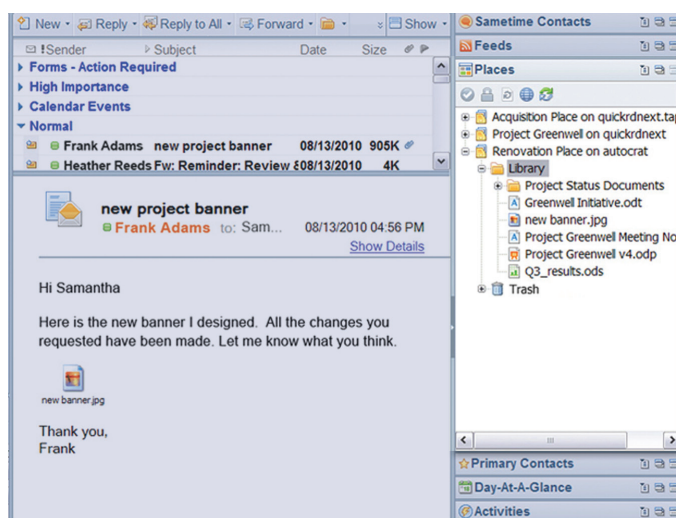 New Reply Reply to All Forward Show
!Sender Subject Date Size
Forms - Action Required
High Importance
Calendar Events
Normal
Frank Adams new project banner 08/13/2010 905K
Heather Reeds Fw: Reminder: Review & 08/13/2010 4K
new project banner
Frank Adams to: Sam... 08/13/2010 04:56 PM
Show Details
Hi Samantha
Here is the new banner I designed. All the changes you
requested have been made. Let me know what you think.
new banner.jpg
Thank you,
Frank
Sametime Contacts
Feeds
Places
Acquisition Place on quickrdnext.tap
Project Greenwell on quickrdnext
Renovation Place on autocrat
Library
Project Status Documents
Greenwell Initiative.odt
new banner.jpg
Project Greenwell Meeting No
Project Greenwell v4.odp
Q3_results.ods
Trash
Primary Contacts
Day-At-A-Glance
Activities